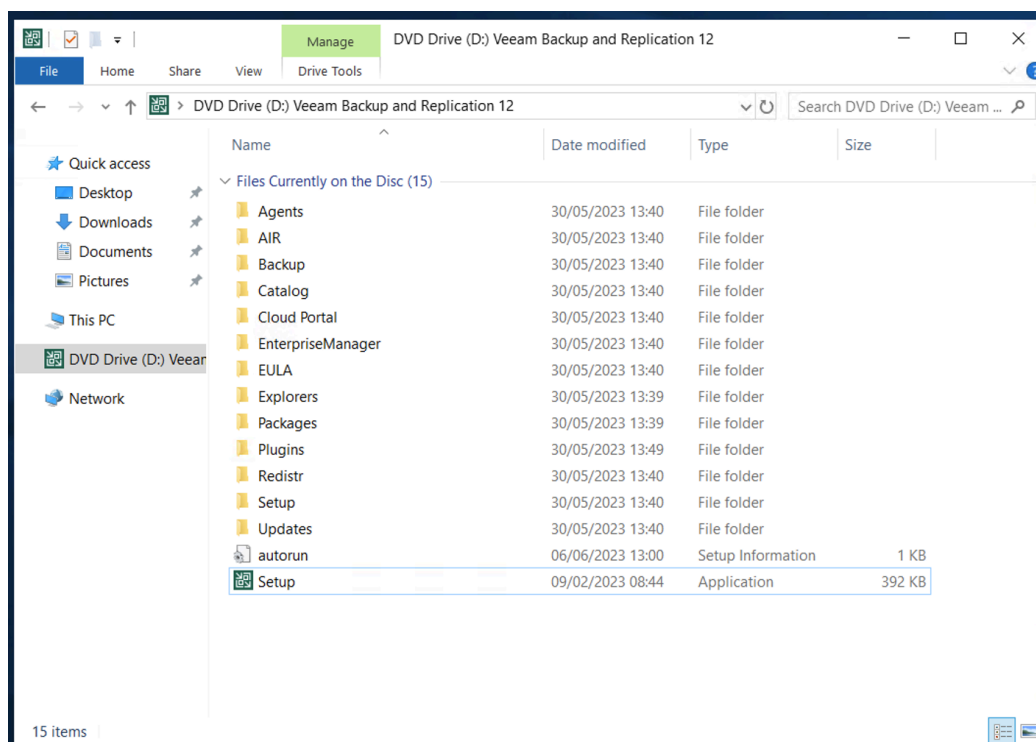 Manage DVD Drive (D:) Veeam Backup and Replication 12
File Home Share View Drive Tools
DVD Drive (D:) Veeam Backup and Replication 12 Search DVD Drive (D:) Veeam ...
Name Date modified Type Size
Quick access
Desktop
Downloads
Documents
Pictures
This PC
DVD Drive (D:) Veear
Network
Files Currently on the Disc (15)
Agents 30/05/2023 13:40 File folder
AIR 30/05/2023 13:40 File folder
Backup 30/05/2023 13:40 File folder
Catalog 30/05/2023 13:40 File folder
Cloud Portal 30/05/2023 13:40 File folder
EnterpriseManager 30/05/2023 13:40 File folder
EULA 30/05/2023 13:40 File folder
Explorers 30/05/2023 13:39 File folder
Packages 30/05/2023 13:39 File folder
Plugins 30/05/2023 13:49 File folder
Redistr 30/05/2023 13:40 File folder
Setup 30/05/2023 13:40 File folder
Updates 30/05/2023 13:40 File folder
autorun 06/06/2023 13:00 Setup Information 1 KB
Setup 09/02/2023 08:44 Application 392 KB
15 items